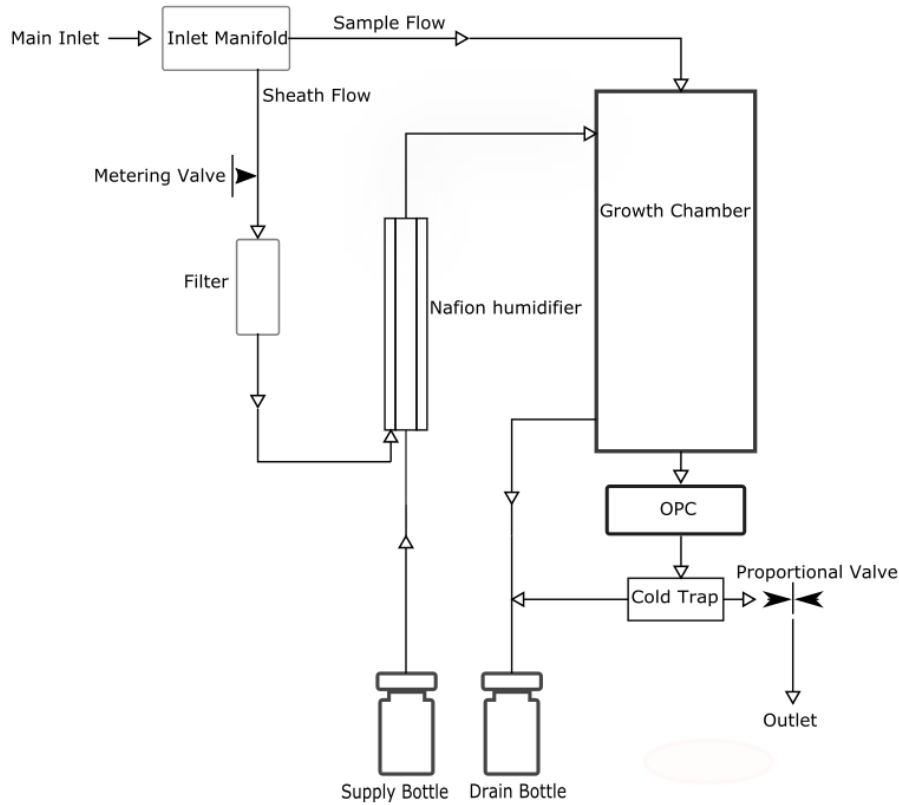 Main Inlet
Inlet Manifold
Sample Flow
Sheath Flow
Metering Valve
Growth Chamber
Filter
Nafion humidifier
OPC
Proportional Valve
Cold Trap
Outlet
Supply Bottle
Drain Bottle